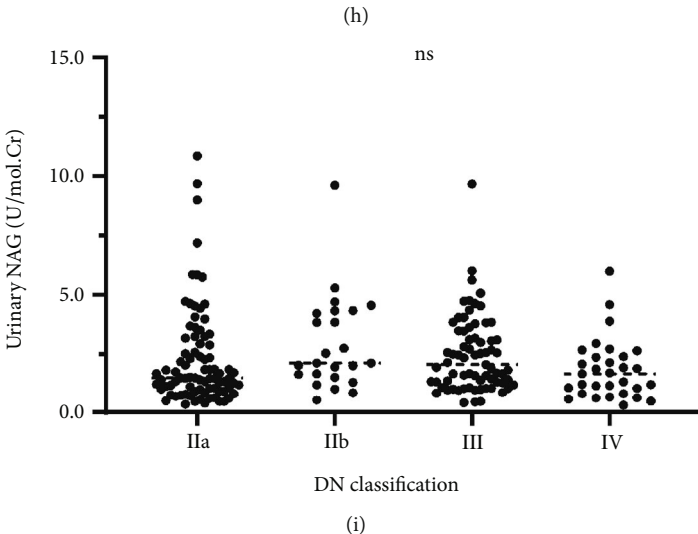 (h)
ns
15.0
10.0
5.0
0.0
Urinary NAG (U/mol.Cr)
IIa IIb III IV
DN classification
(i)